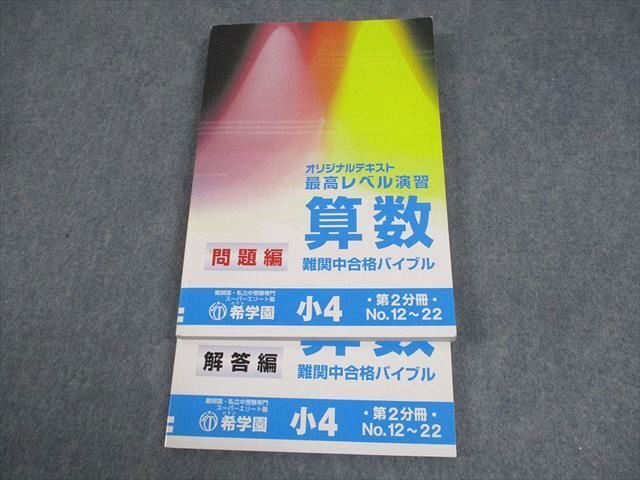 オリジナルテキスト
最高レベル演習
算数
問題編
難関中合格バイブル
難関国・私立中受験専門
スーパーエリート塾
希学園
小4
・第2分冊・
No.12〜22
算数
解答編
難関中合格バイブル
難関国・私立中受験専門
スーパーエリート塾
希学園
小4
・第2分冊・
No.12〜22